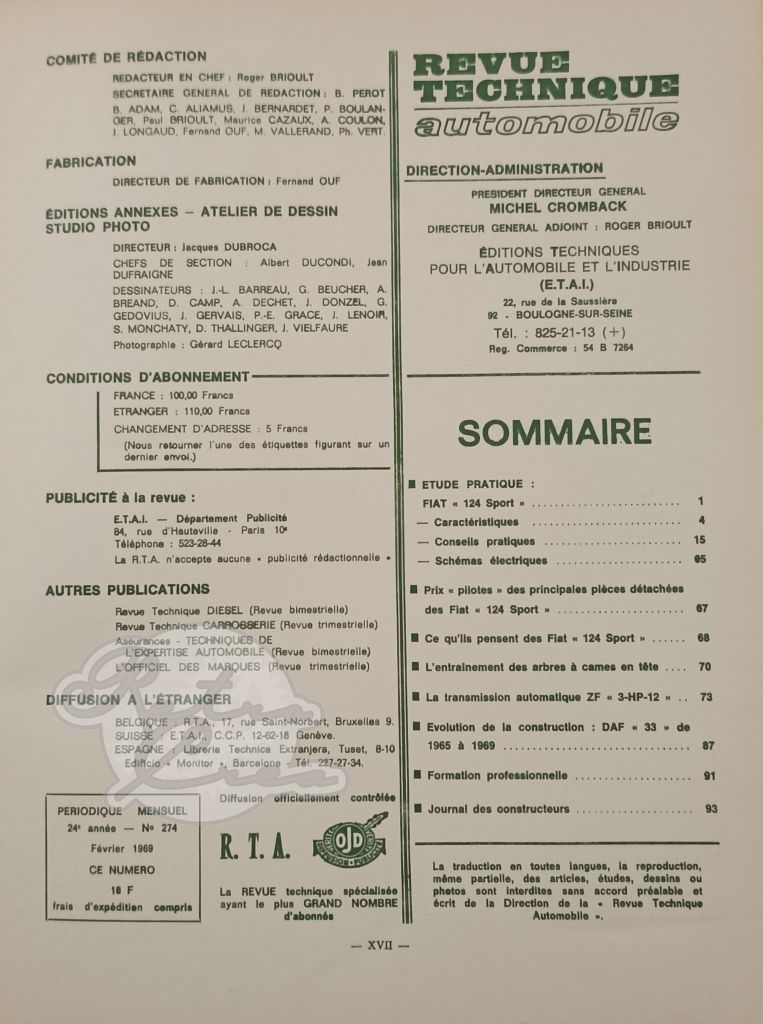 COMITÉ DE RÉDACTION
REDACTEUR EN CHEF : Roger BRIOULT
SECRETAIRE GENERAL DE REDACTION : B. PEROT
B. ADAM, C. ALIAMUS, J. BERNARDET, P. BOULAN-
GER, Paul BRIOULT, Maurice CAZAUX, A. COULON,
J. LONGAUD, Fernand OUF, M. VALLERAND, Ph. VERT.
FABRICATION
DIRECTEUR DE FABRICATION : Fernand OUF
ÉDITIONS ANNEXES — ATELIER DE DESSIN
STUDIO PHOTO
DIRECTEUR : Jacques DUBROCA
CHEFS DE SECTION : Albert DUCONDI, Jean
DUFRAIGNE
DESSINATEURS : J.-L. BARREAU, G. BEUCHER, A.
BREAND, D. CAMP, A. DECHET, J. DONZEL, G.
GEDOVIUS, J. GERVAIS, P.-E. GRACE, J. LENOIR,
S. MONCHATY, D. THALLINGER, J. VIELFAURE
Photographie : Gérard LECLERCQ
CONDITIONS D'ABONNEMENT
FRANCE : 100,00 Francs
ETRANGER : 110,00 Francs
CHANGEMENT D'ADRESSE : 5 Francs
(Nous retourner l'une des étiquettes figurant sur un
dernier envoi.)
PUBLICITÉ à la revue :
E.T.A.I. — Département Publicité
84, rue d'Hauteville - Paris 10e
Téléphone : 523-28-44
La R.T.A. n'accepte aucune « publicité rédactionnelle »
AUTRES PUBLICATIONS
Revue Technique DIESEL (Revue bimestrielle)
Revue Technique CARROSSERIE (Revue trimestrielle)
Assurances - TECHNIQUES DE
L'EXPERTISE AUTOMOBILE (Revue bimestrielle)
L'OFFICIEL DES MARQUES (Revue trimestrielle)
DIFFUSION A L'ÉTRANGER
BELGIQUE : R.T.A., 17, rue Saint-Norbert, Bruxelles 9.
SUISSE : E.T.A.I., C.C.P. 12-62-18 Genève.
ESPAGNE : Libreria Technica Extranjera, Tuset, 8-10
Edificio « Monitor », Barcelone - Tél. 227-27-34.
Retro Crea
PERIODIQUE MENSUEL
24e année — No 274
Février 1969
CE NUMERO
18 F
frais d'expédition compris
Diffusion officiellement contrôlée
R. T. A.
OJD
La REVUE technique spécialisée
ayant le plus GRAND NOMBRE
d'abonnés
REVUE
TECHNIQUE
automobile
DIRECTION-ADMINISTRATION
PRESIDENT DIRECTEUR GENERAL
MICHEL CROMBACK
DIRECTEUR GENERAL ADJOINT : ROGER BRIOULT
ÉDITIONS TECHNIQUES
POUR L'AUTOMOBILE ET L'INDUSTRIE
(E.T.A.I.)
22, rue de la Saussière
92 - BOULOGNE-SUR-SEINE
Tél. : 825-21-13 (+)
Reg. Commerce : 54 B 7264
SOMMAIRE
■ ETUDE PRATIQUE :
FIAT « 124 Sport » .......................... 1
— Caractéristiques .......................... 4
— Conseils pratiques ........................ 15
— Schémas électriques ...................... 65
■ Prix « pilotes » des principales pièces détachées
des Fiat « 124 Sport » ...................... 67
■ Ce qu'ils pensent des Fiat « 124 Sport » ...... 68
■ L'entraînement des arbres à cames en tête .... 70
■ La transmission automatique ZF « 3-HP-12 » .. 73
■ Evolution de la construction : DAF « 33 » de
1965 à 1969 ................................ 87
■ Formation professionnelle .................... 91
■ Journal des constructeurs .................... 93
La traduction en toutes langues, la reproduction,
même partielle, des articles, études, dessins ou
photos sont interdites sans accord préalable et
écrit de la Direction de la « Revue Technique
Automobile ».
— XVII —